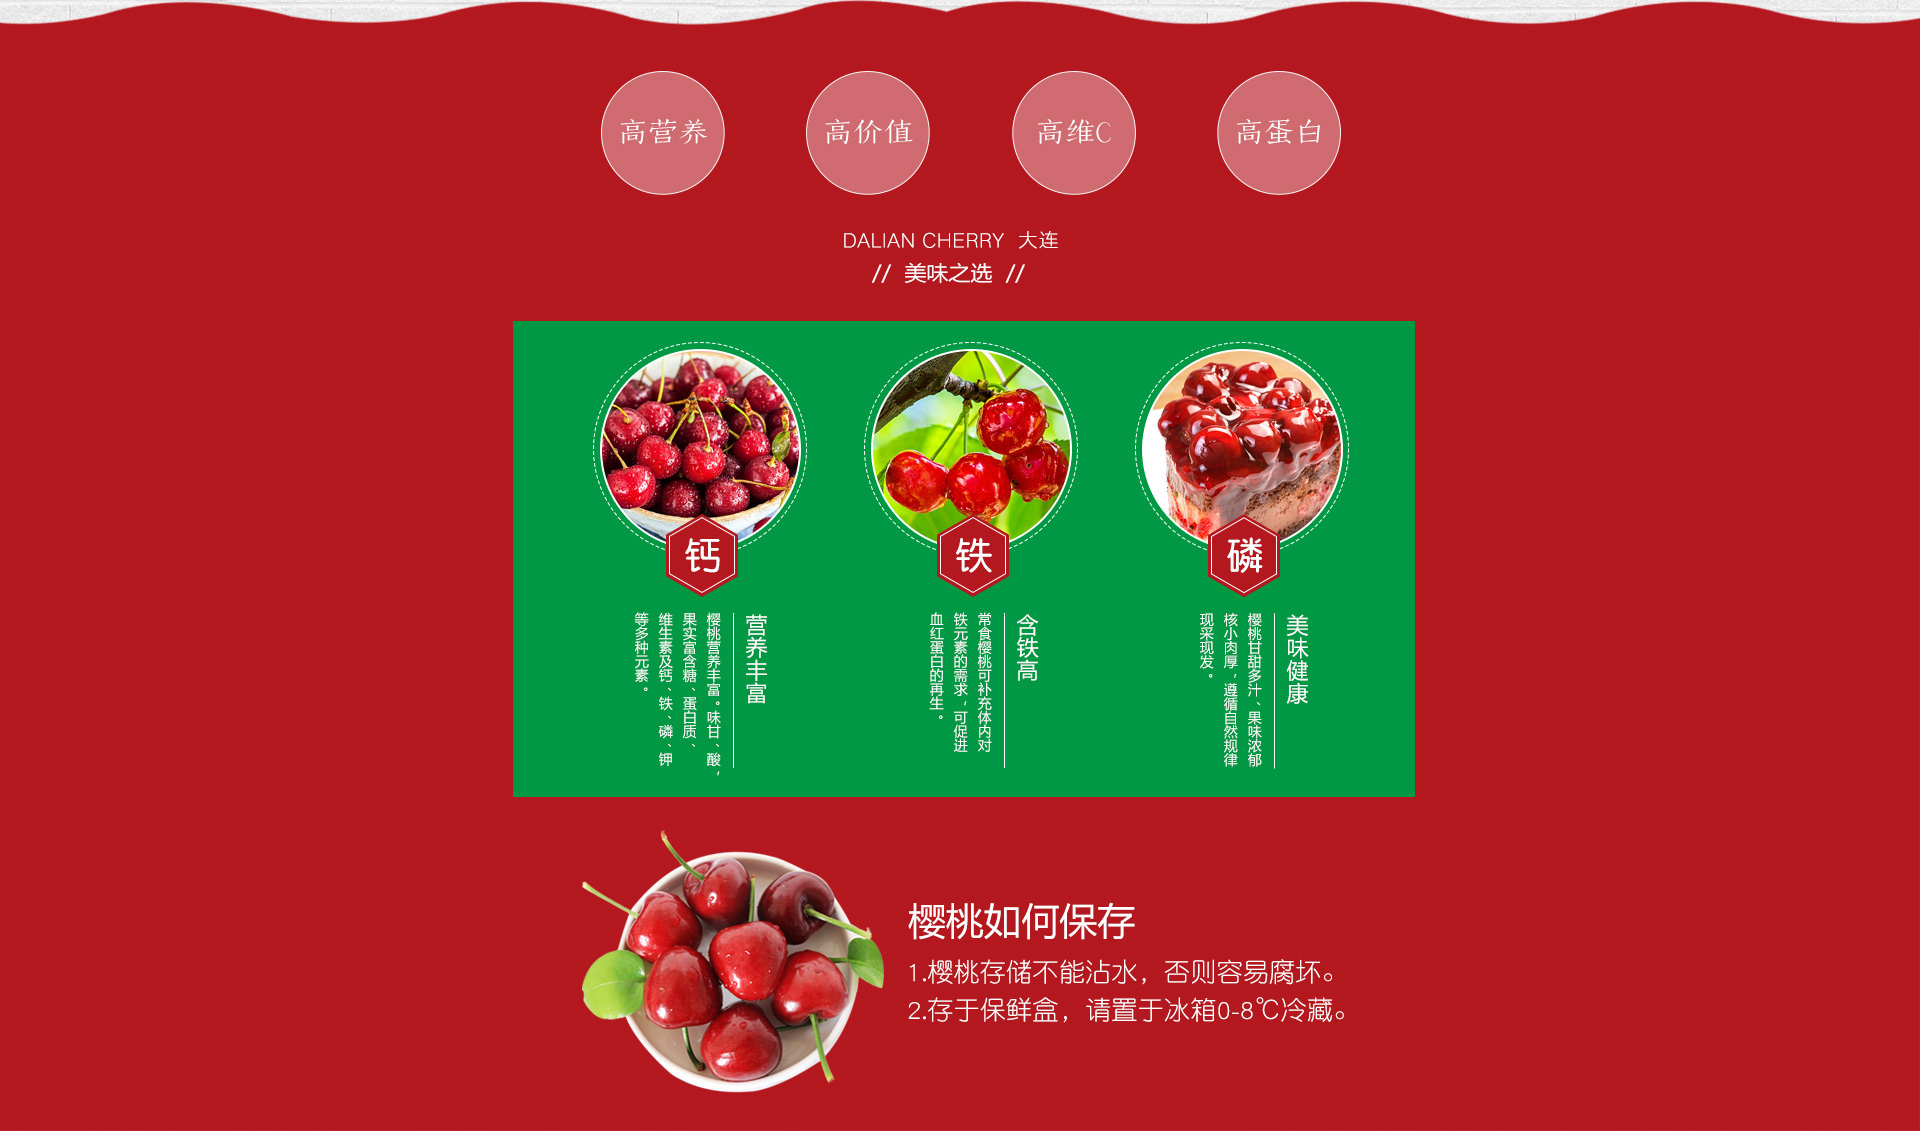 高营养
高价值
高维C
高蛋白
DALIAN CHERRY 大连
// 美味之选 //
钙
营养丰富
樱桃营养丰富。味甘、酸,
果实富含糖、蛋白质、
维生素及钙、铁、磷、钾
等多种元素。
铁
含铁高
常食樱桃可补充体内对
铁元素的需求,可促进
血红蛋白的再生。
磷
美味健康
樱桃甘甜多汁、果味浓郁
核小肉厚,遵循自然规律
现采现发。
樱桃如何保存
1.樱桃存储不能沾水，否则容易腐坏。
2.存于保鲜盒，请置于冰箱0-8℃冷藏。